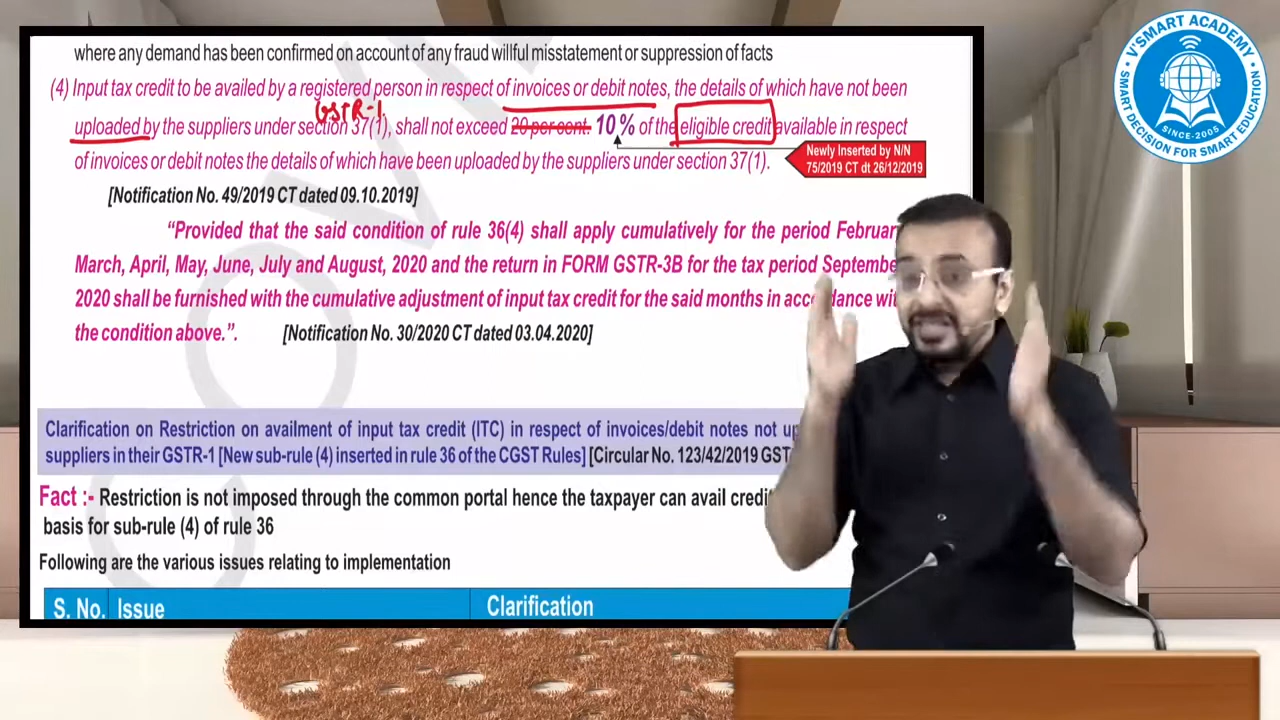 where any demand has been confirmed on account of any fraud willful misstatement or suppression of facts
(4) Input tax credit to be availed by a registered person in respect of invoices or debit notes, the details of which have not been
GSTR-1
uploaded by the suppliers under section 37(1), shall not exceed 20 per cent. 10% of the eligible credit available in respect
of invoices or debit notes the details of which have been uploaded by the suppliers under section 37(1).
Newly Inserted by N/N
75/2019 CT dt 26/12/2019
[Notification No. 49/2019 CT dated 09.10.2019]
“Provided that the said condition of rule 36(4) shall apply cumulatively for the period
March, April, May, June, July and August, 2020 and the return in FORM GSTR-3B for the tax period
2020 shall be furnished with the cumulative adjustment of input tax credit for the said months in
the condition above.”. [Notification No. 30/2020 CT dated 03.04.2020]
Clarification on Restriction on availment of input tax credit (ITC) in respect of invoices/debit notes not
suppliers in their GSTR-1 [New sub-rule (4) inserted in rule 36 of the CGST Rules] [Circular No. 123/42/2019 GST
Fact :- Restriction is not imposed through the common portal hence the taxpayer can avail credit
basis for sub-rule (4) of rule 36
Following are the various issues relating to implementation
S. No. Issue Clarification
V'SMART ACADEMY
SINCE-2005
SMART DECISION FOR SMART EDUCATION
COVI